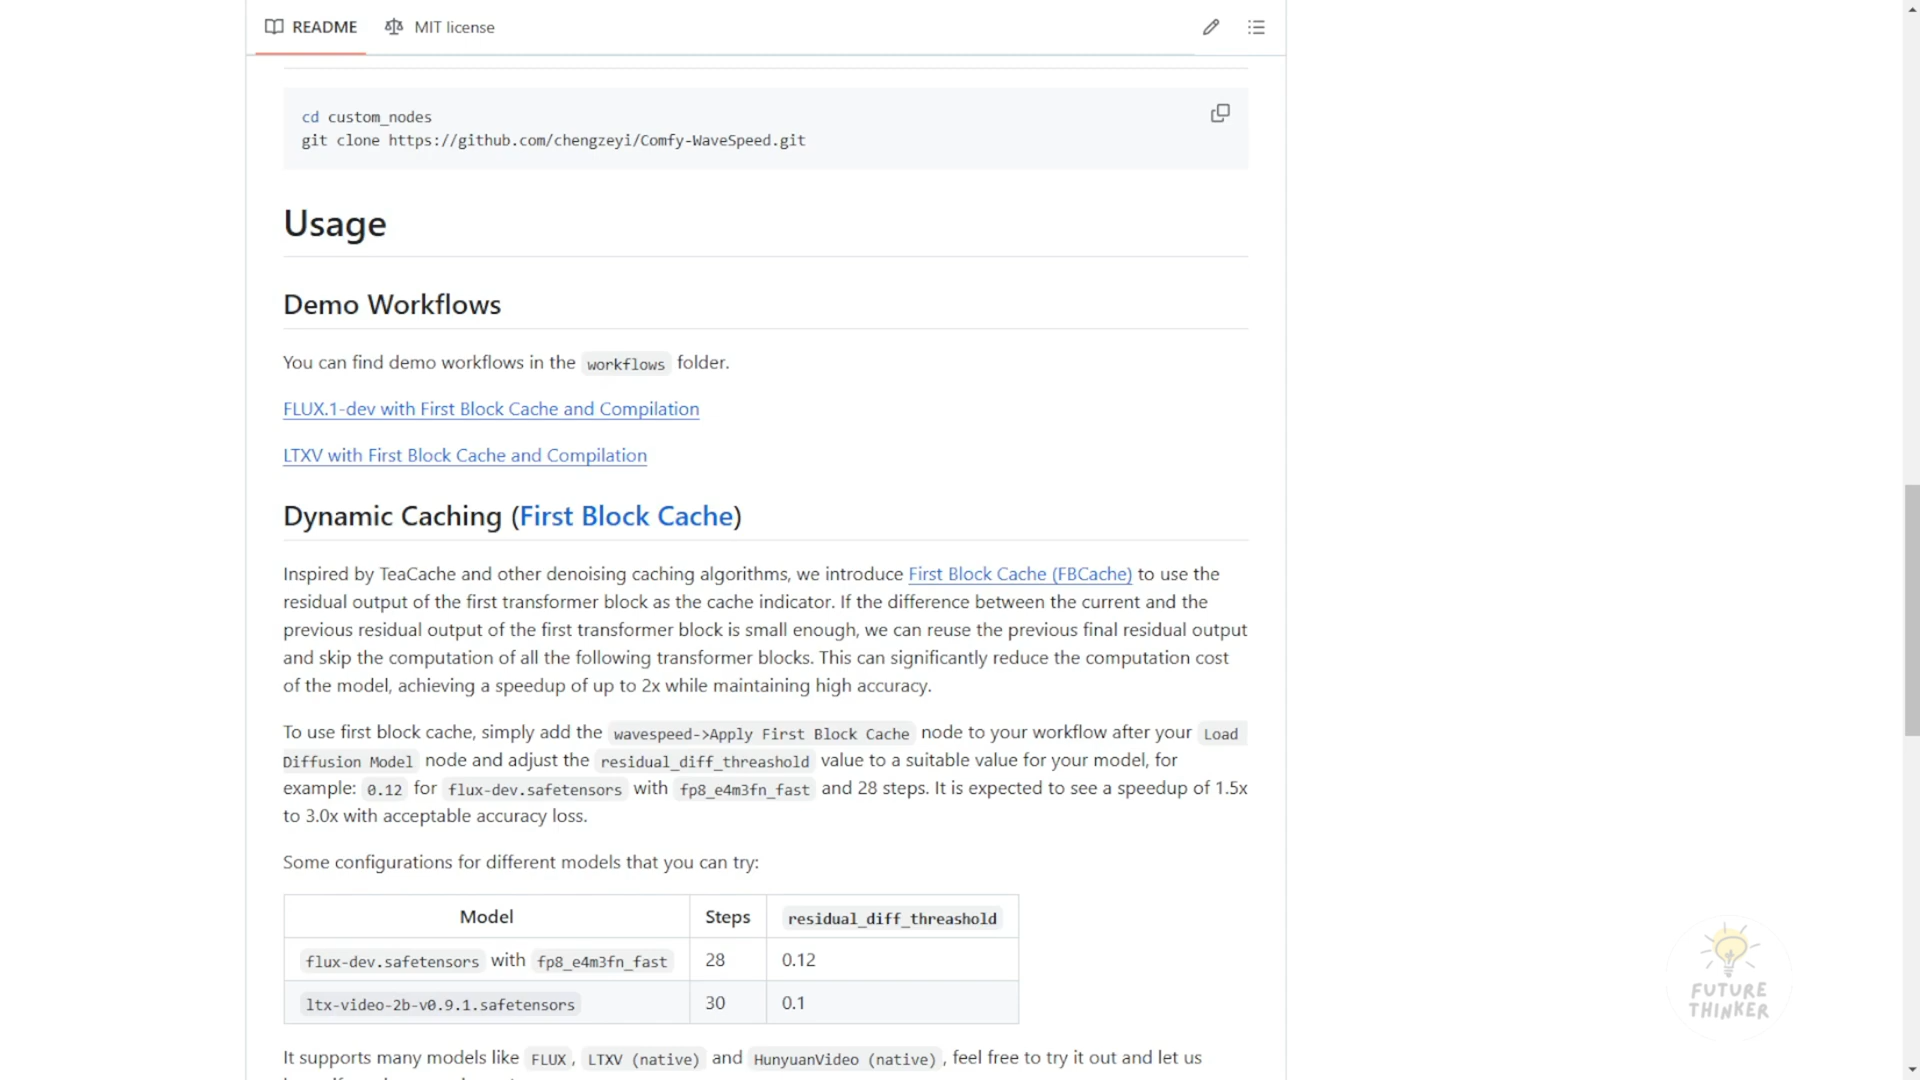 README MIT license
cd custom_nodes
git clone https://github.com/chengzeyi/Comfy-WaveSpeed.git
Usage
Demo Workflows
You can find demo workflows in the workflows folder.
FLUX.1-dev with First Block Cache and Compilation
LTXV with First Block Cache and Compilation
Dynamic Caching (First Block Cache)
Inspired by TeaCache and other denoising caching algorithms, we introduce First Block Cache (FBCache) to use the
residual output of the first transformer block as the cache indicator. If the difference between the current and the
previous residual output of the first transformer block is small enough, we can reuse the previous final residual output
and skip the computation of all the following transformer blocks. This can significantly reduce the computation cost
of the model, achieving a speedup of up to 2x while maintaining high accuracy.
To use first block cache, simply add the wavespeed->Apply First Block Cache node to your workflow after your Load
Diffusion Model node and adjust the residual_diff_threashold value to a suitable value for your model, for
example: 0.12 for flux-dev.safetensors with fp8_e4m3fn_fast and 28 steps. It is expected to see a speedup of 1.5x
to 3.0x with acceptable accuracy loss.
Some configurations for different models that you can try:
Model Steps residual_diff_threashold
flux-dev.safetensors with fp8_e4m3fn_fast 28 0.12
ltx-video-2b-v0.9.1.safetensors 30 0.1
It supports many models like FLUX, LTXV (native) and HunyuanVideo (native), feel free to try it out and let us
FUTURE
THINKER